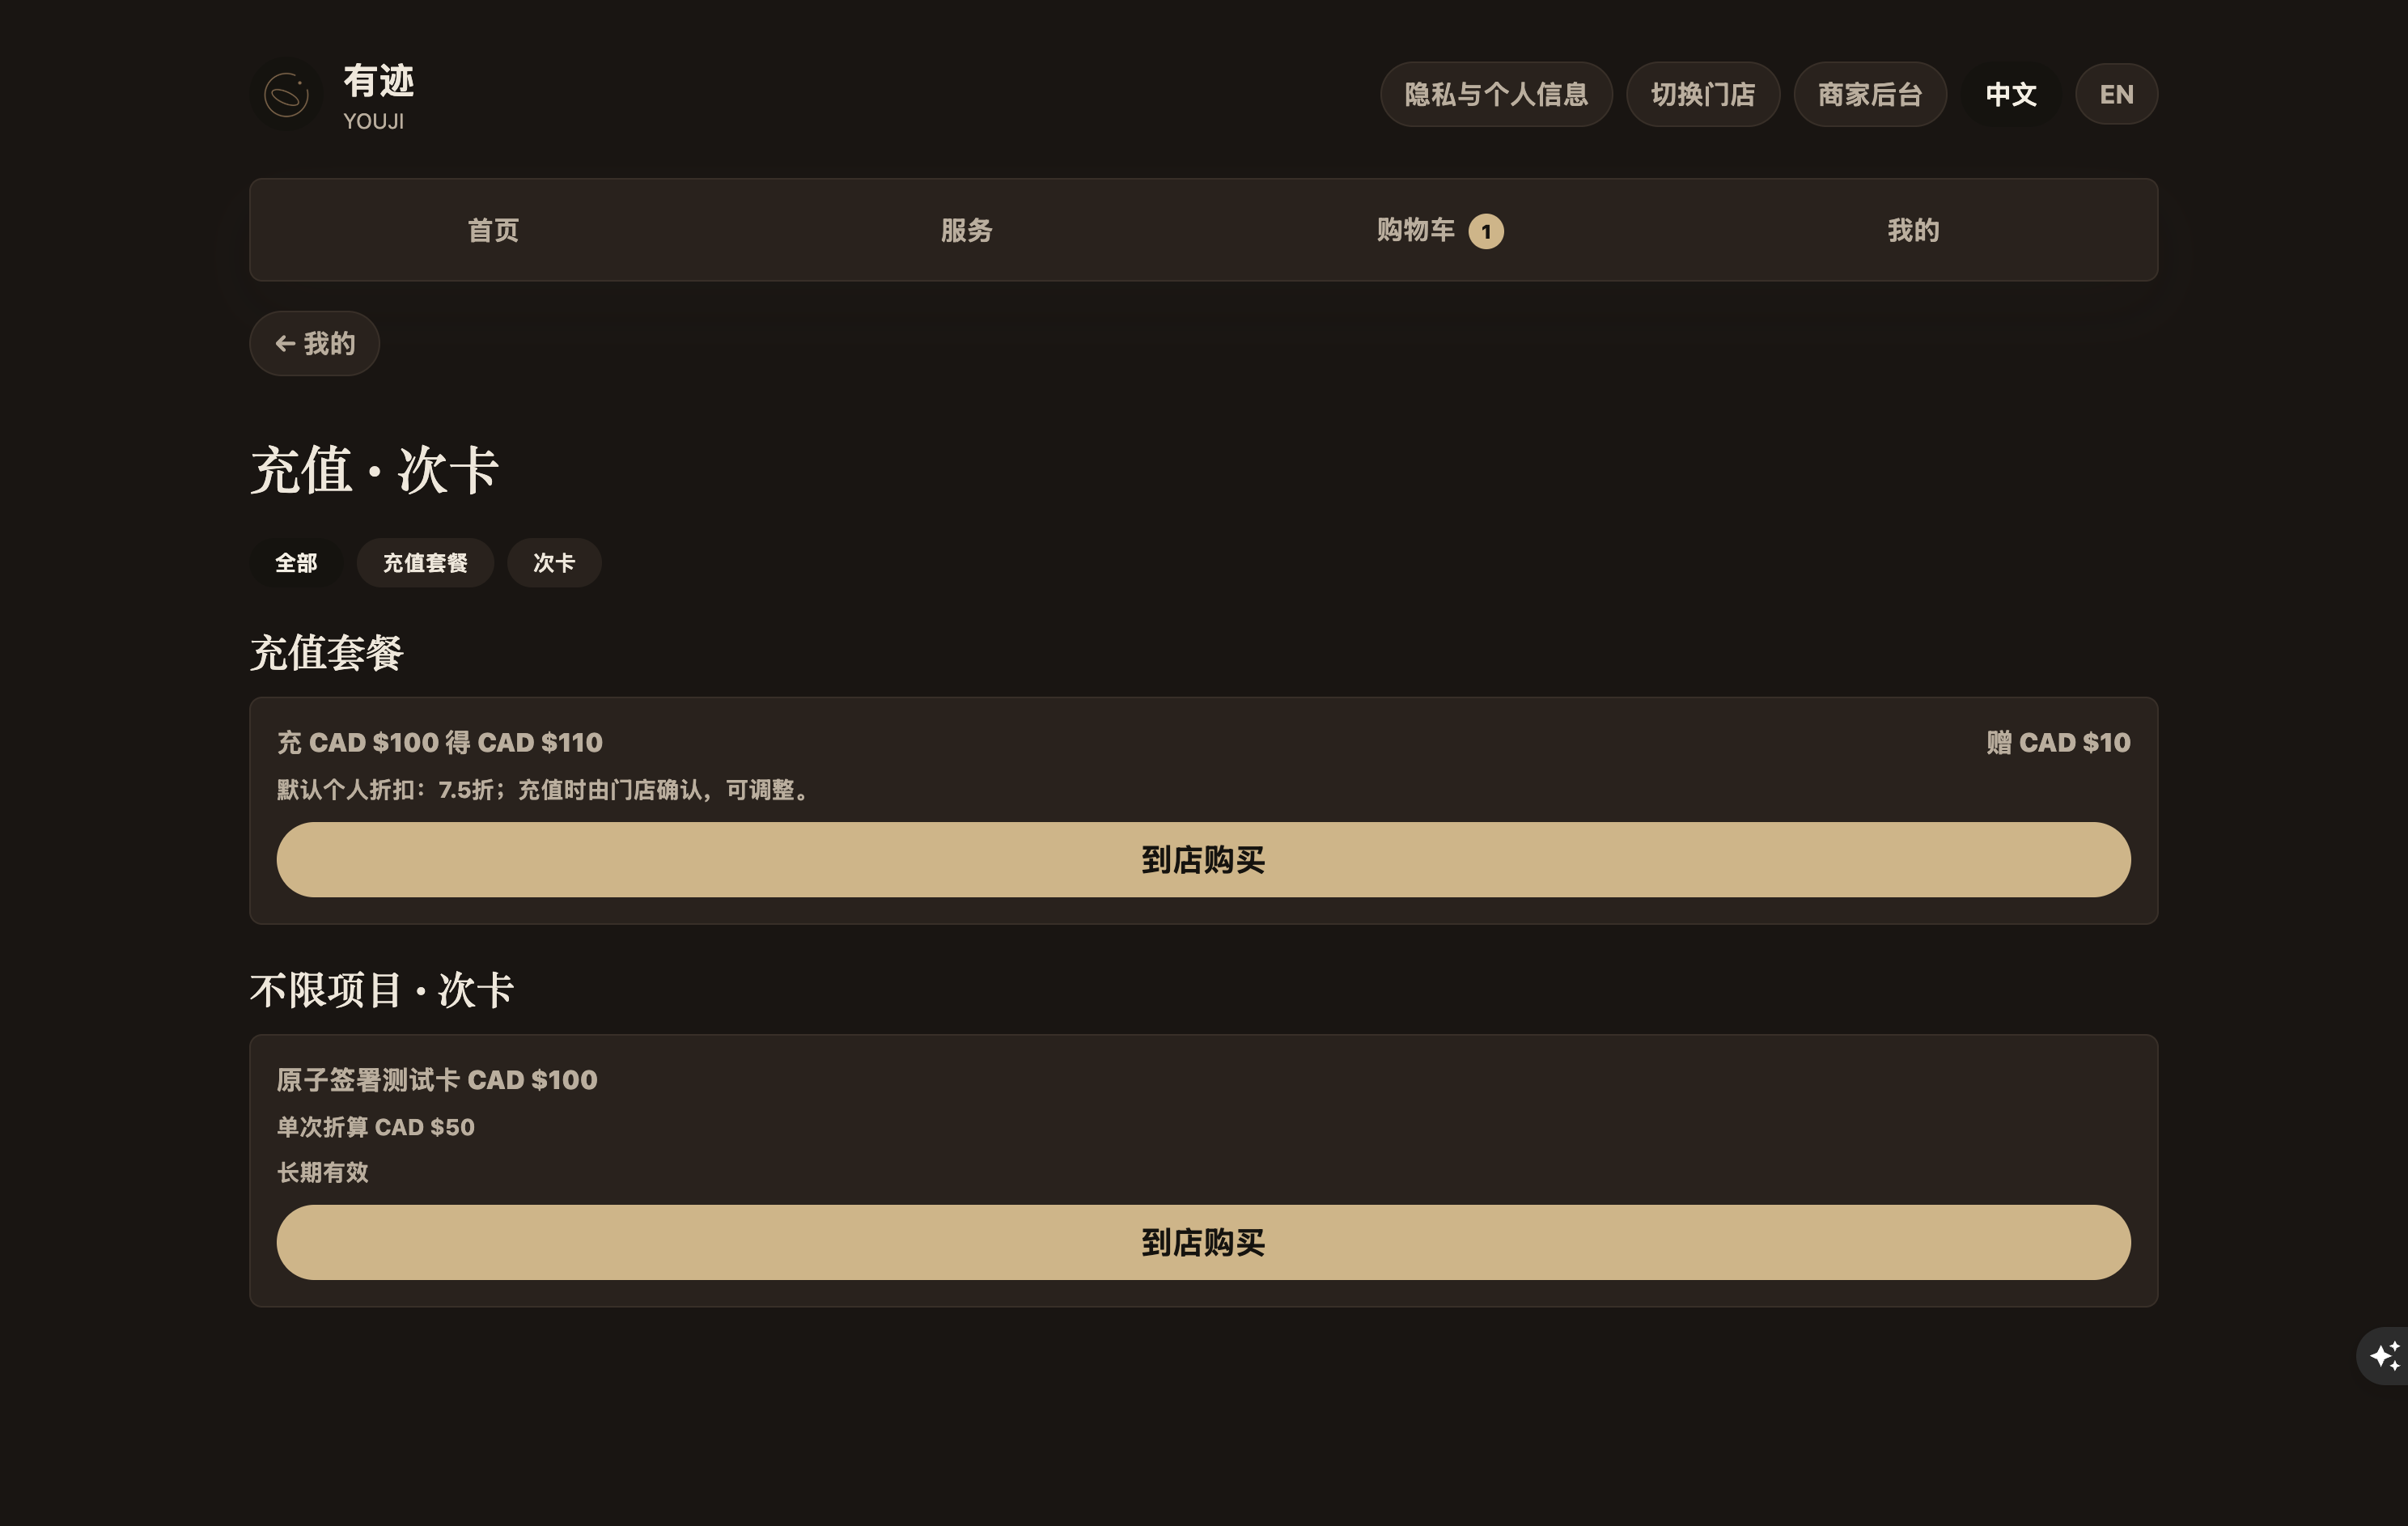 有迹
YOUJI
隐私与个人信息
切换门店
商家后台
中文
EN
首页
服务
购物车 1
我的
← 我的
充值 · 次卡
全部
充值套餐
次卡
充值套餐
充 CAD $100 得 CAD $110
赠 CAD $10
默认个人折扣：7.5折；充值时由门店确认，可调整。
到店购买
不限项目 · 次卡
原子签署测试卡 CAD $100
单次折算 CAD $50
长期有效
到店购买